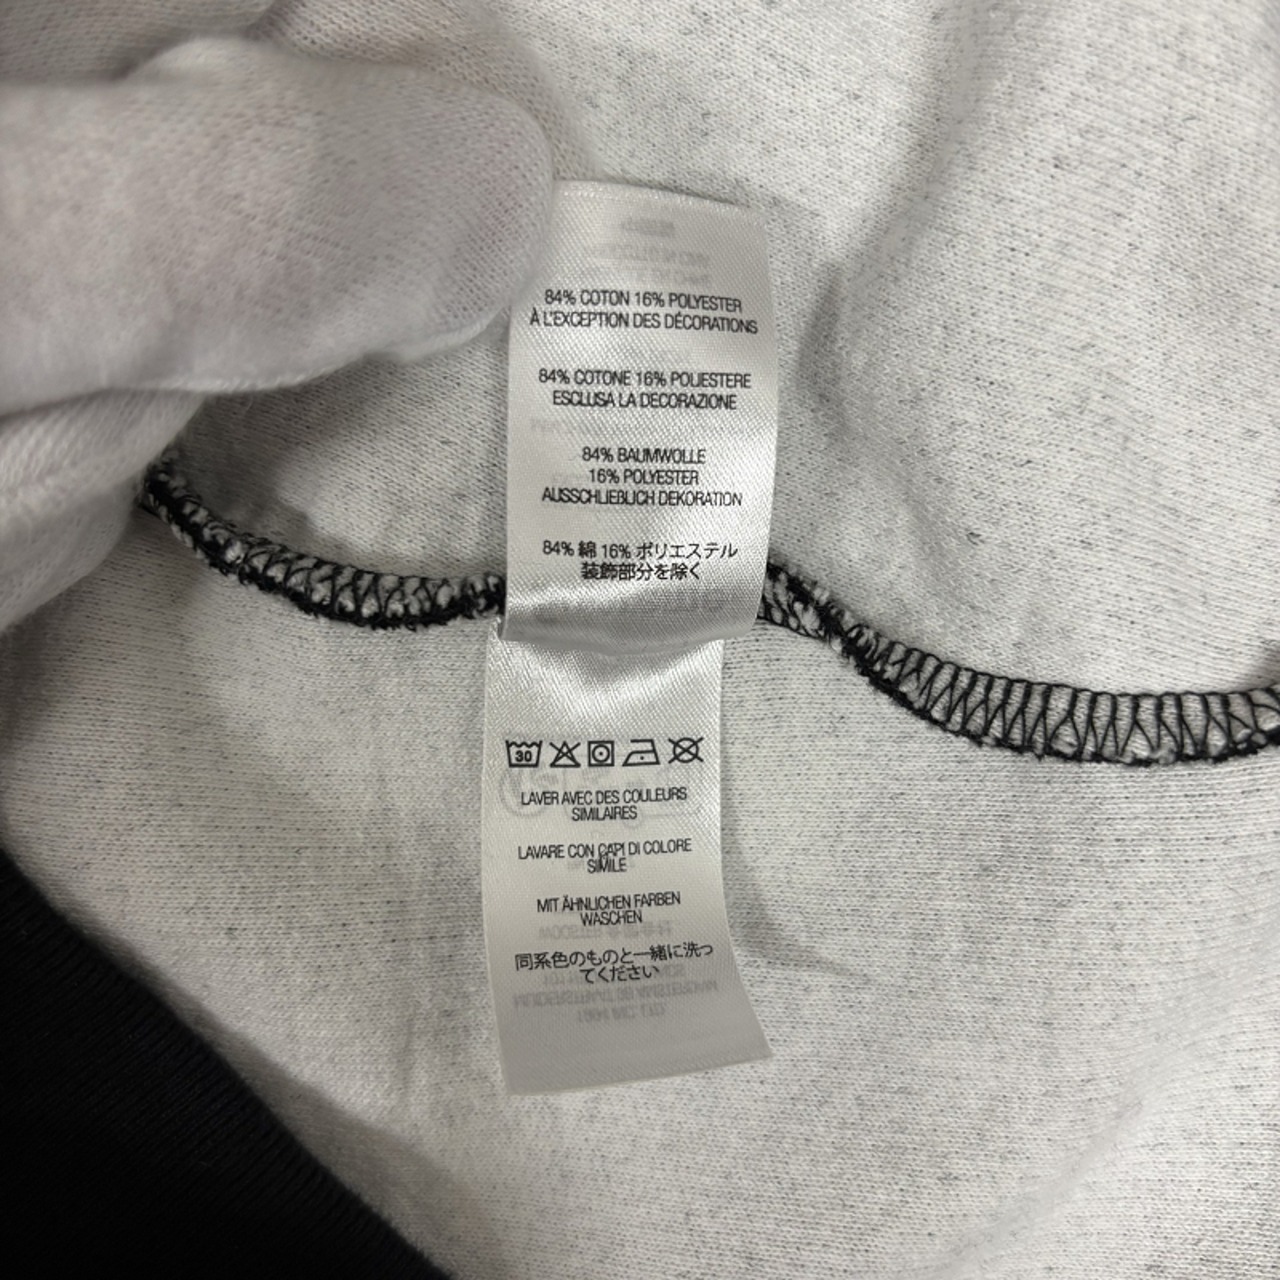 84% COTON 16% POLYESTER
À L'EXCEPTION DES DÉCORATIONS
84% COTONE 16% POLIESTERE
ESCLUSA LA DECORAZIONE
84% BAUMWOLLE
16% POLYESTER
AUSSCHLIEBLICH DEKORATION
84% 綿 16% ポリエステル
装飾部分を除く
30
LAVER AVEC DES COULEURS
SIMILAIRES
LAVARE CON CAPI DI COLORE
SIMILE
MIT ÄHNLICHEN FARBEN
WASCHEN
同系色のものと一緒に洗っ
てください